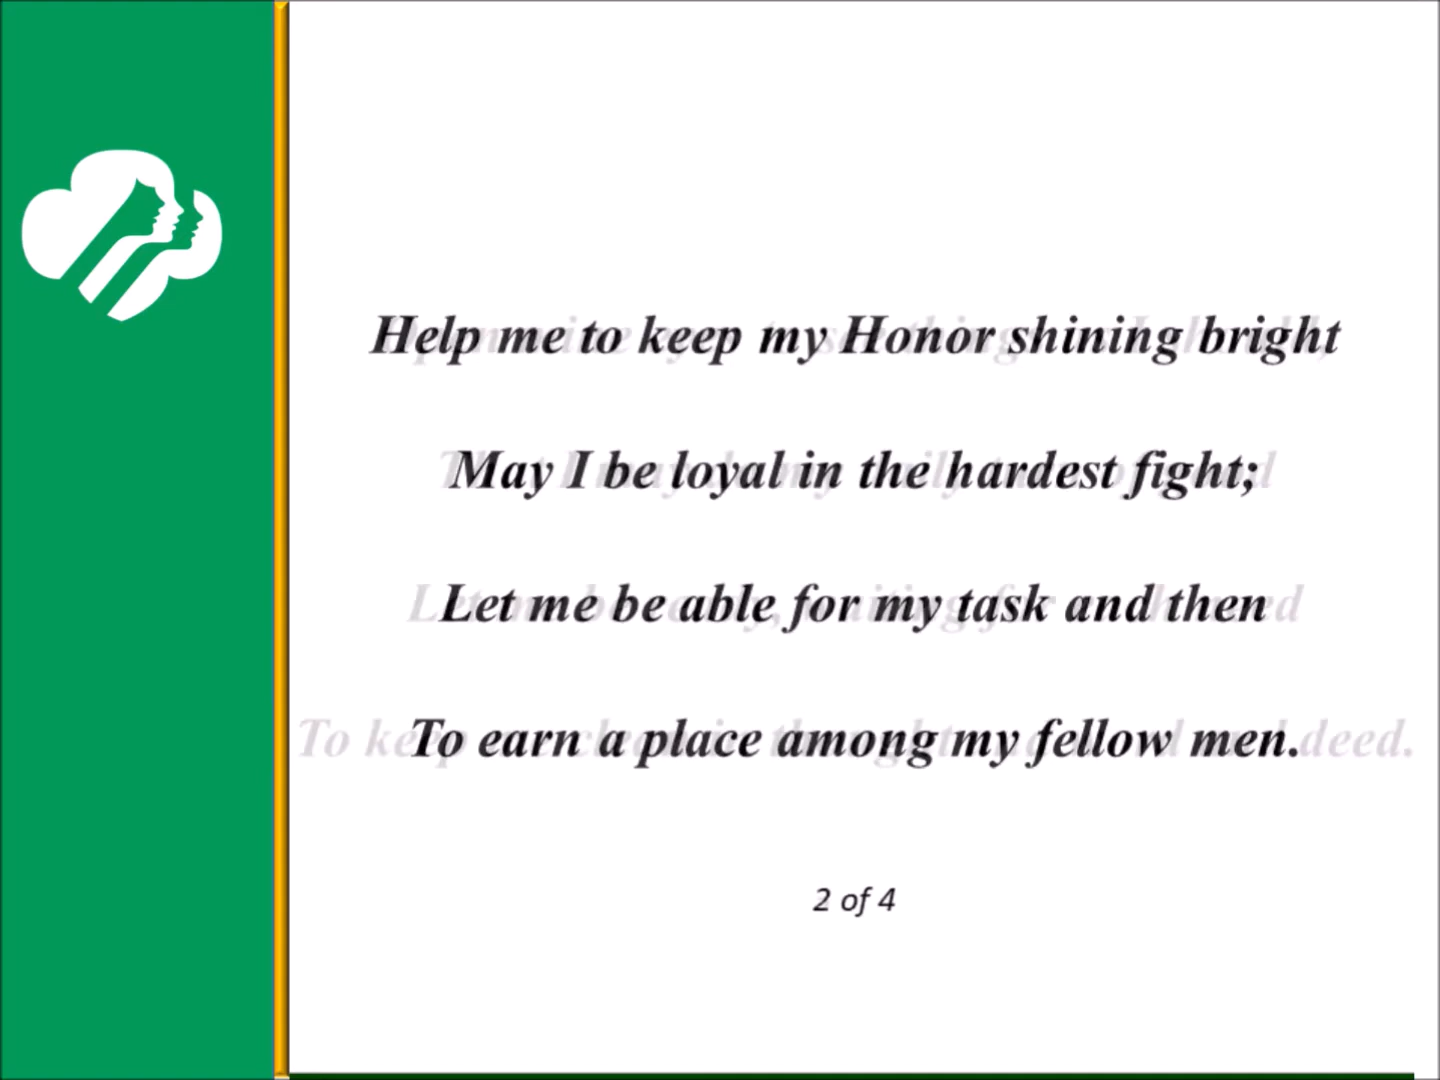 Help me to keep my Honor shining bright
May I be loyal in the hardest fight;
Let me be able for my task and then
To earn a place among my fellow men.
2 of 4